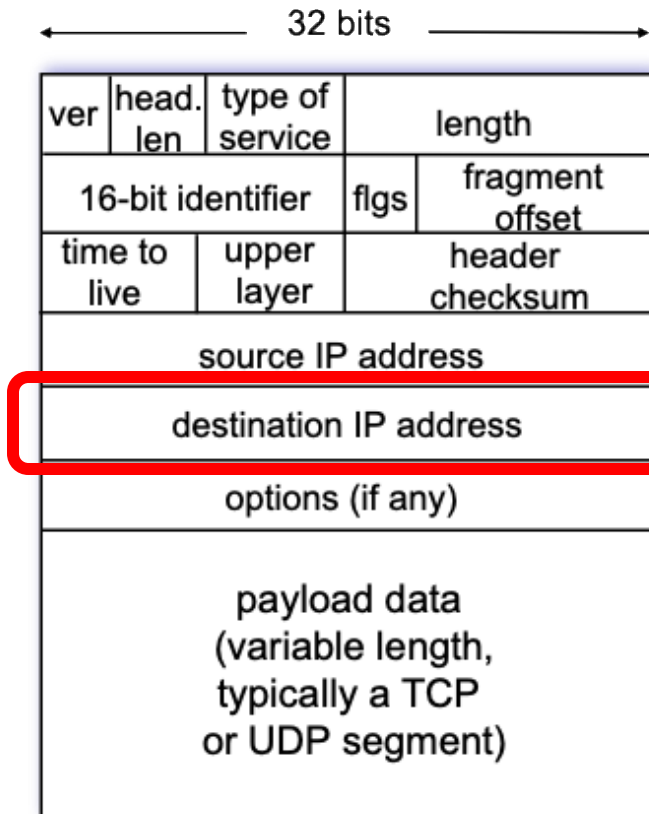 32 bits
ver
head.
len
type of
service
length
16-bit identifier
flgs
fragment
offset
time to
live
upper
layer
header
checksum
source IP address
destination IP address
options (if any)
payload data
(variable length,
typically a TCP
or UDP segment)